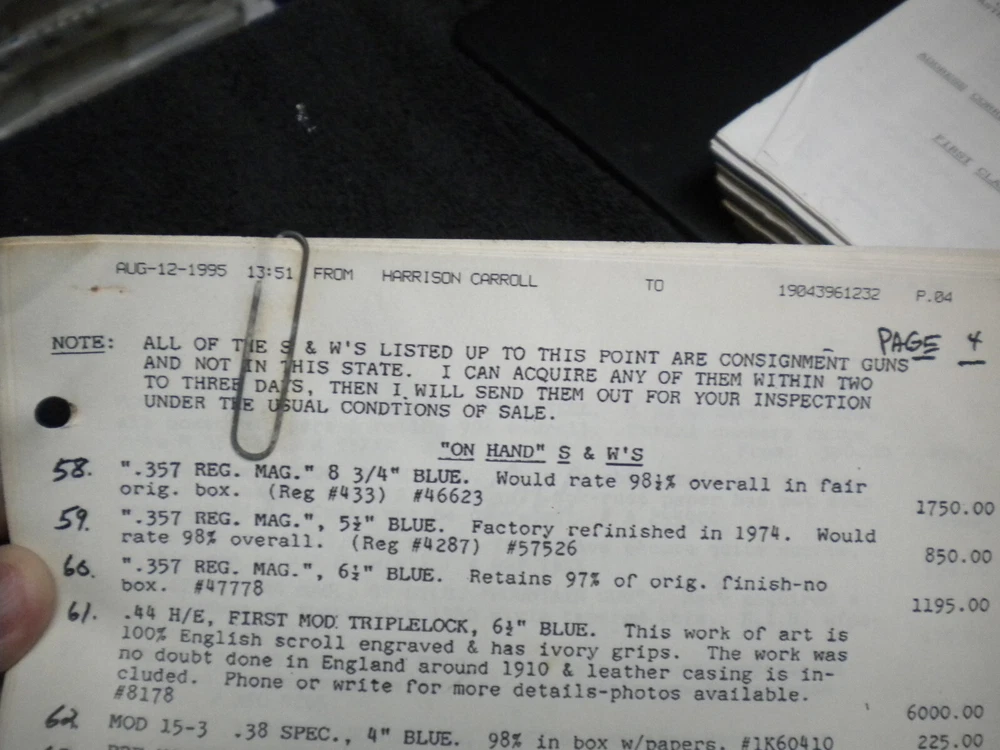 AUG-12-1995 13:51 FROM HARRISON CARROLL TO 19043961232 P.04
PAGE 4
NOTE: ALL OF THE S & W'S LISTED UP TO THIS POINT ARE CONSIGNMENT GUNS
AND NOT IN THIS STATE. I CAN ACQUIRE ANY OF THEM WITHIN TWO
TO THREE DAYS, THEN I WILL SEND THEM OUT FOR YOUR INSPECTION
UNDER THE USUAL CONDTIONS OF SALE.
"ON HAND" S & W'S
58. ".357 REG. MAG." 8 3/4" BLUE. Would rate 98½% overall in fair
orig. box. (Reg #433) #46623 1750.00
59. ".357 REG. MAG.", 5½" BLUE. Factory refinished in 1974. Would
rate 98% overall. (Reg #4287) #57526 850.00
60. ".357 REG. MAG.", 6½" BLUE. Retains 97% of orig. finish-no
box. #47778 1195.00
61. .44 H/E, FIRST MOD. TRIPLELOCK, 6½" BLUE. This work of art is
100% English scroll engraved & has ivory grips. The work was
no doubt done in England around 1910 & leather casing is in-
cluded. Phone or write for more details-photos available.
#8178 6000.00
62. MOD 15-3 .38 SPEC., 4" BLUE. 98% in box w/papers. #1K60410 225.00
FIRST